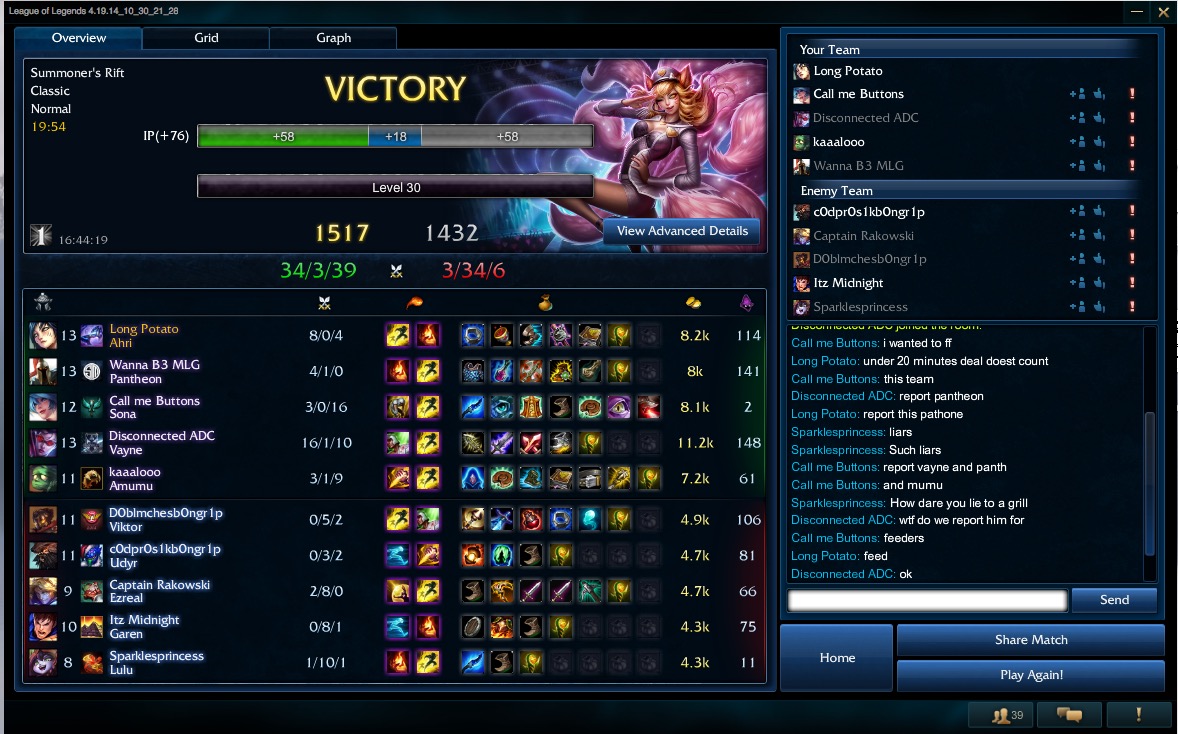 League of Legends 4.19.14_10_30_21_28
Overview
Grid
Graph
Summoner's Rift
Classic
Normal
19:54
VICTORY
IP(+76)
+58
+18
+58
Level 30
1
16:44:19
1517
1432
View Advanced Details
34/3/39
3/34/6
13 Long Potato 8/0/4 8.2k 114
Ahri
13 Wanna B3 MLG 4/1/0 8k 141
Pantheon
12 Call me Buttons 3/0/16 8.1k 2
Sona
13 Disconnected ADC 16/1/10 11.2k 148
Vayne
11 kaaalooo 3/1/9 7.2k 61
Amumu
11 D0blmchesb0ngr1p 0/5/2 4.9k 106
Viktor
11 c0dpr0s1kb0ngr1p 0/3/2 4.7k 81
Udyr
9 Captain Rakowski 2/8/0 4.7k 66
Ezreal
10 Itz Midnight 0/8/1 4.3k 75
Garen
8 Sparklesprincess 1/10/1 4.3k 11
Lulu
Your Team
Long Potato
Call me Buttons
Disconnected ADC
kaaalooo
Wanna B3 MLG
Enemy Team
c0dpr0s1kb0ngr1p
Captain Rakowski
D0blmchesb0ngr1p
Itz Midnight
Sparklesprincess
Disconnected ADC joined the room.
Call me Buttons: i wanted to ff
Long Potato: under 20 minutes deal doest count
Call me Buttons: this team
Disconnected ADC: report pantheon
Long Potato: report this pathone
Sparklesprincess: liars
Sparklesprincess: Such liars
Call me Buttons: report vayne and panth
Call me Buttons: and mumu
Sparklesprincess: How dare you lie to a grill
Disconnected ADC: wtf do we report him for
Call me Buttons: feeders
Long Potato: feed
Disconnected ADC: ok
Send
Home
Share Match
Play Again!
39